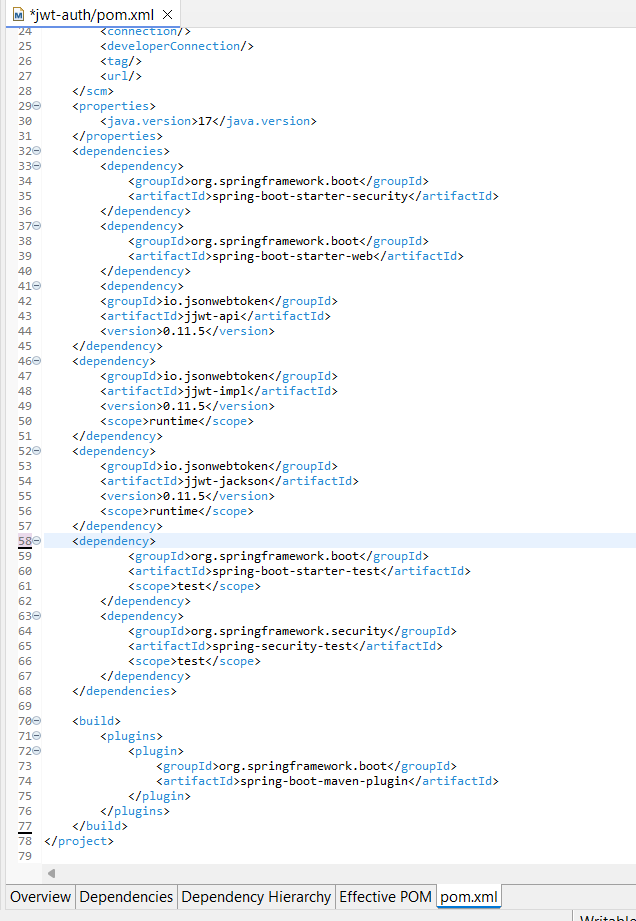 *jwt-auth/pom.xml
24 <connection/>
25 <developerConnection/>
26 <tag/>
27 <url/>
28 </scm>
29 <properties>
30 <java.version>17</java.version>
31 </properties>
32 <dependencies>
33 <dependency>
34 <groupId>org.springframework.boot</groupId>
35 <artifactId>spring-boot-starter-security</artifactId>
36 </dependency>
37 <dependency>
38 <groupId>org.springframework.boot</groupId>
39 <artifactId>spring-boot-starter-web</artifactId>
40 </dependency>
41 <dependency>
42 <groupId>io.jsonwebtoken</groupId>
43 <artifactId>jjwt-api</artifactId>
44 <version>0.11.5</version>
45 </dependency>
46 <dependency>
47 <groupId>io.jsonwebtoken</groupId>
48 <artifactId>jjwt-impl</artifactId>
49 <version>0.11.5</version>
50 <scope>runtime</scope>
51 </dependency>
52 <dependency>
53 <groupId>io.jsonwebtoken</groupId>
54 <artifactId>jjwt-jackson</artifactId>
55 <version>0.11.5</version>
56 <scope>runtime</scope>
57 </dependency>
58 <dependency>
59 <groupId>org.springframework.boot</groupId>
60 <artifactId>spring-boot-starter-test</artifactId>
61 <scope>test</scope>
62 </dependency>
63 <dependency>
64 <groupId>org.springframework.security</groupId>
65 <artifactId>spring-security-test</artifactId>
66 <scope>test</scope>
67 </dependency>
68 </dependencies>
69
70 <build>
71 <plugins>
72 <plugin>
73 <groupId>org.springframework.boot</groupId>
74 <artifactId>spring-boot-maven-plugin</artifactId>
75 </plugin>
76 </plugins>
77 </build>
78 </project>
79
Overview Dependencies Dependency Hierarchy Effective POM pom.xml